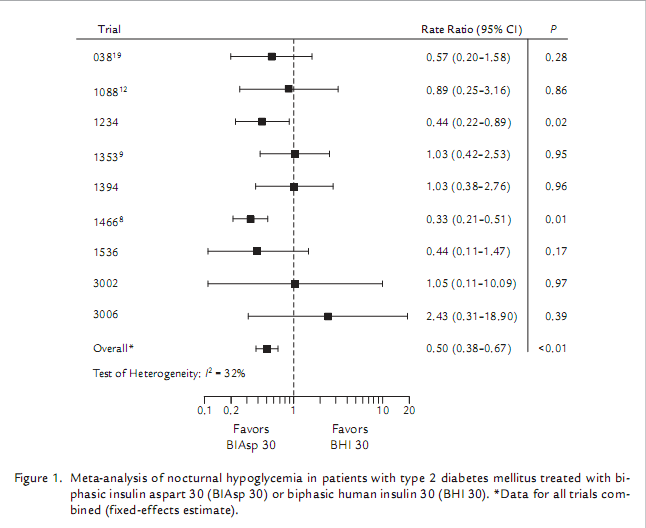 Trial Rate Ratio (95% CI) P
038¹⁹ 0.57 (0.20–1.58) 0.28
1088¹² 0.89 (0.25–3.16) 0.86
1234 0.44 (0.22–0.89) 0.02
1353⁹ 1.03 (0.42–2.53) 0.95
1394 1.03 (0.38–2.76) 0.96
1466⁸ 0.33 (0.21–0.51) 0.01
1536 0.44 (0.11–1.47) 0.17
3002 1.05 (0.11–10.09) 0.97
3006 2.43 (0.31–18.90) 0.39
Overall* 0.50 (0.38–0.67) <0.01
Test of Heterogeneity: I² = 32%
0.1 0.2 1 10 20
Favors Favors
BIAsp 30 BHI 30
Figure 1. Meta-analysis of nocturnal hypoglycemia in patients with type 2 diabetes mellitus treated with bi-
phasic insulin aspart 30 (BIAsp 30) or biphasic human insulin 30 (BHI 30). *Data for all trials com-
bined (fixed-effects estimate).